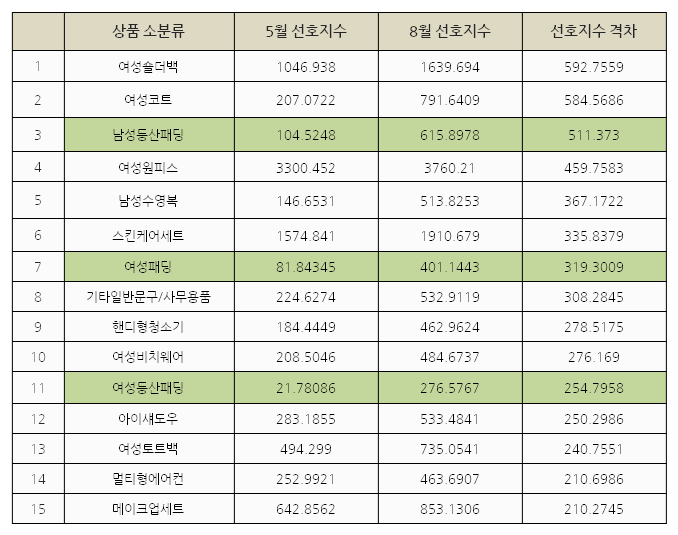 상품 소분류 5월 선호지수 8월 선호지수 선호지수 격차
1 여성숄더백 1046.938 1639.694 592.7559
2 여성코트 207.0722 791.6409 584.5686
3 남성등산패딩 104.5248 615.8978 511.373
4 여성원피스 3300.452 3760.21 459.7583
5 남성수영복 146.6531 513.8253 367.1722
6 스킨케어세트 1574.841 1910.679 335.8379
7 여성패딩 81.84345 401.1443 319.3009
8 기타일반문구/사무용품 224.6274 532.9119 308.2845
9 핸디형청소기 184.4449 462.9624 278.5175
10 여성비치웨어 208.5046 484.6737 276.169
11 여성등산패딩 21.78086 276.5767 254.7958
12 아이섀도우 283.1855 533.4841 250.2986
13 여성토트백 494.299 735.0541 240.7551
14 멀티형에어컨 252.9921 463.6907 210.6986
15 메이크업세트 642.8562 853.1306 210.2745